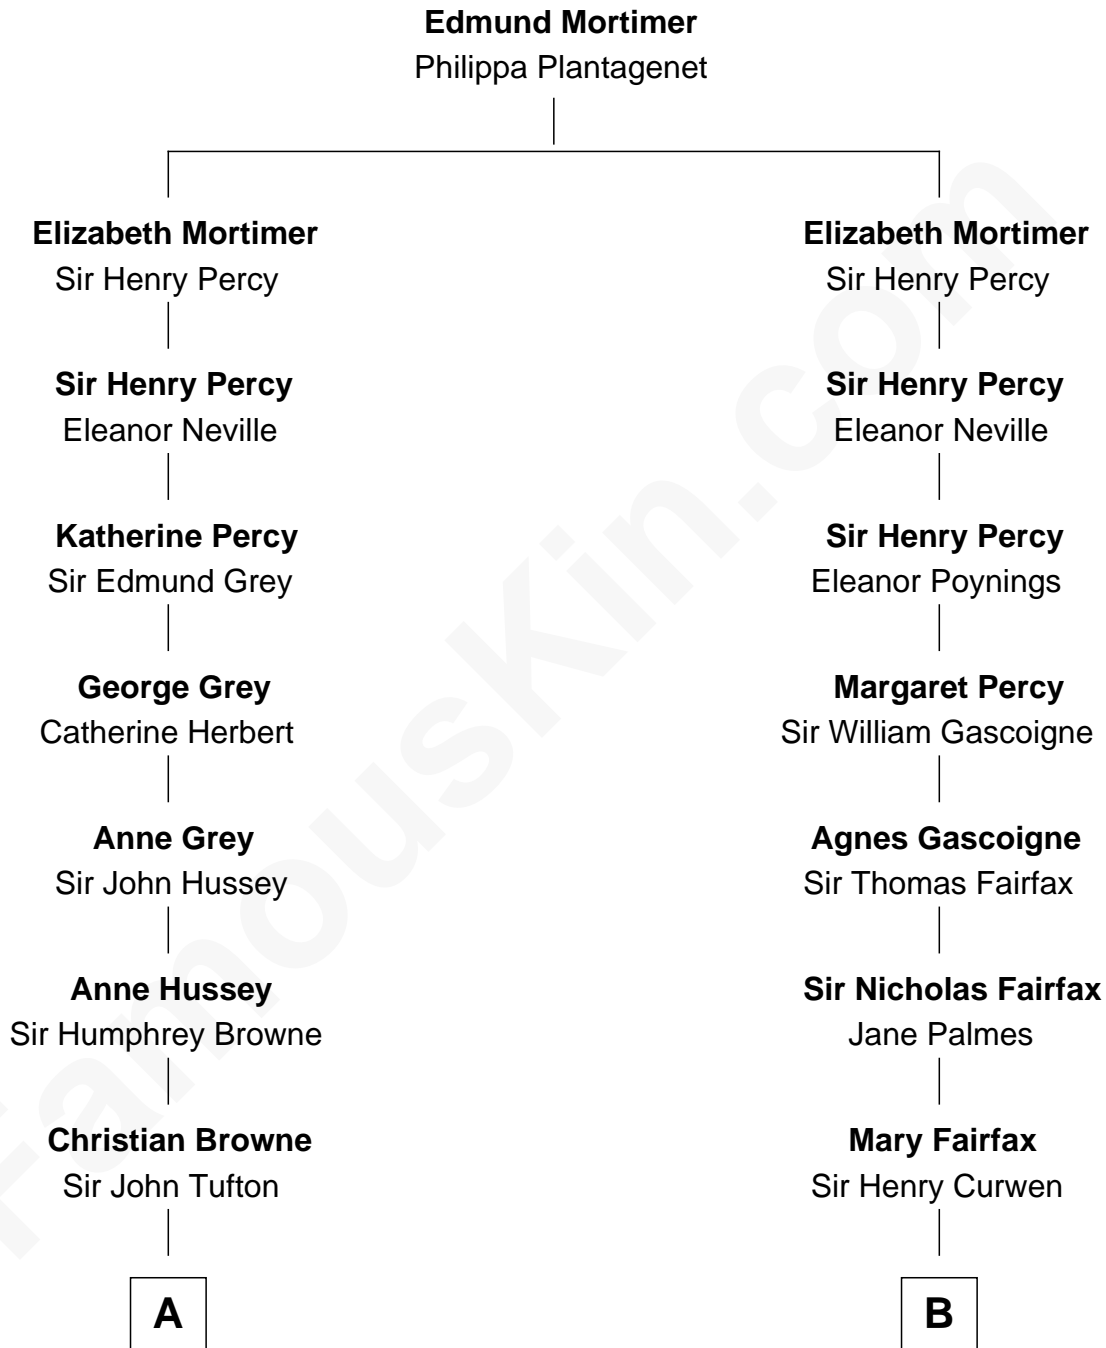 Edmund Mortimer
Philippa Plantagenet
Elizabeth Mortimer
Sir Henry Percy
Sir Henry Percy
Eleanor Neville
Katherine Percy
Sir Edmund Grey
George Grey
Catherine Herbert
Anne Grey
Sir John Hussey
Anne Hussey
Sir Humphrey Browne
Christian Browne
Sir John Tufton
A
Elizabeth Mortimer
Sir Henry Percy
Sir Henry Percy
Eleanor Neville
Sir Henry Percy
Eleanor Poynings
Margaret Percy
Sir William Gascoigne
Agnes Gascoigne
Sir Thomas Fairfax
Sir Nicholas Fairfax
Jane Palmes
Mary Fairfax
Sir Henry Curwen
B
FamousKin.com